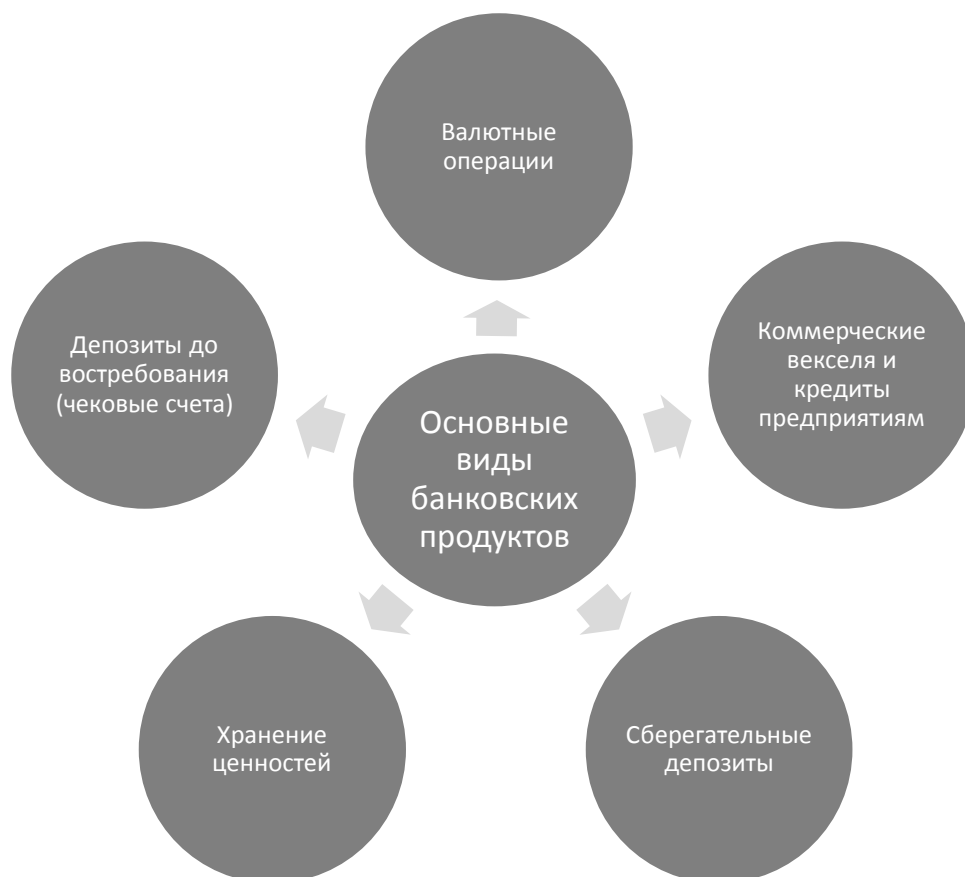 Валютные
операции
Коммерческие
векселя и
кредиты
предприятиям
Депозиты до
востребования
(чековые счета)
Основные
виды
банковских
продуктов
Хранение
ценностей
Сберегательные
депозиты